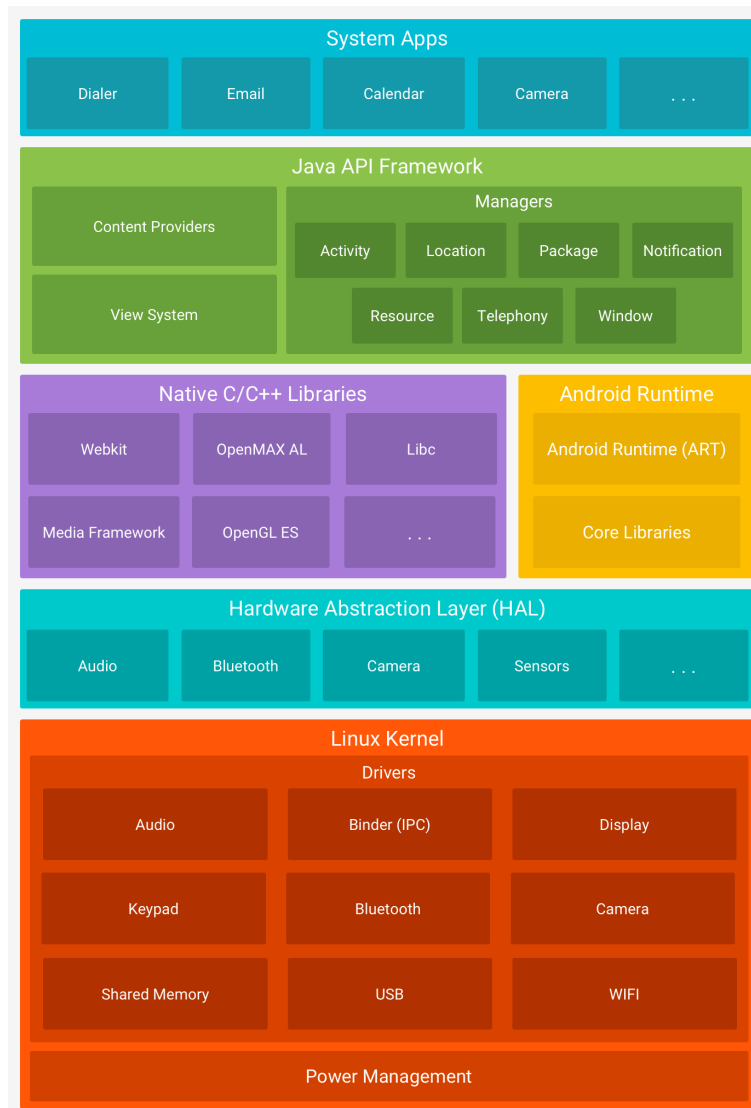 System Apps
Dialer
Email
Calendar
Camera
. . .
Java API Framework
Content Providers
View System
Managers
Activity
Location
Package
Notification
Resource
Telephony
Window
Native C/C++ Libraries
Webkit
OpenMAX AL
Libc
Media Framework
OpenGL ES
. . .
Android Runtime
Android Runtime (ART)
Core Libraries
Hardware Abstraction Layer (HAL)
Audio
Bluetooth
Camera
Sensors
. . .
Linux Kernel
Drivers
Audio
Binder (IPC)
Display
Keypad
Bluetooth
Camera
Shared Memory
USB
WIFI
Power Management